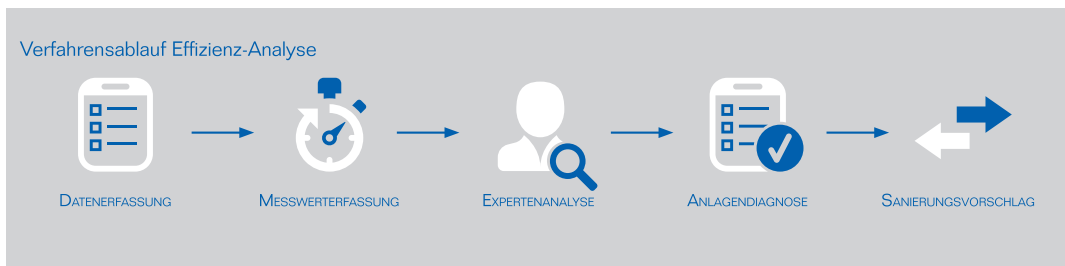 Verfahrensablauf Effizienz-Analyse
Datenerfassung
Messwerterfassung
Expertenanalyse
Anlagendiagnose
Sanierungsvorschlag